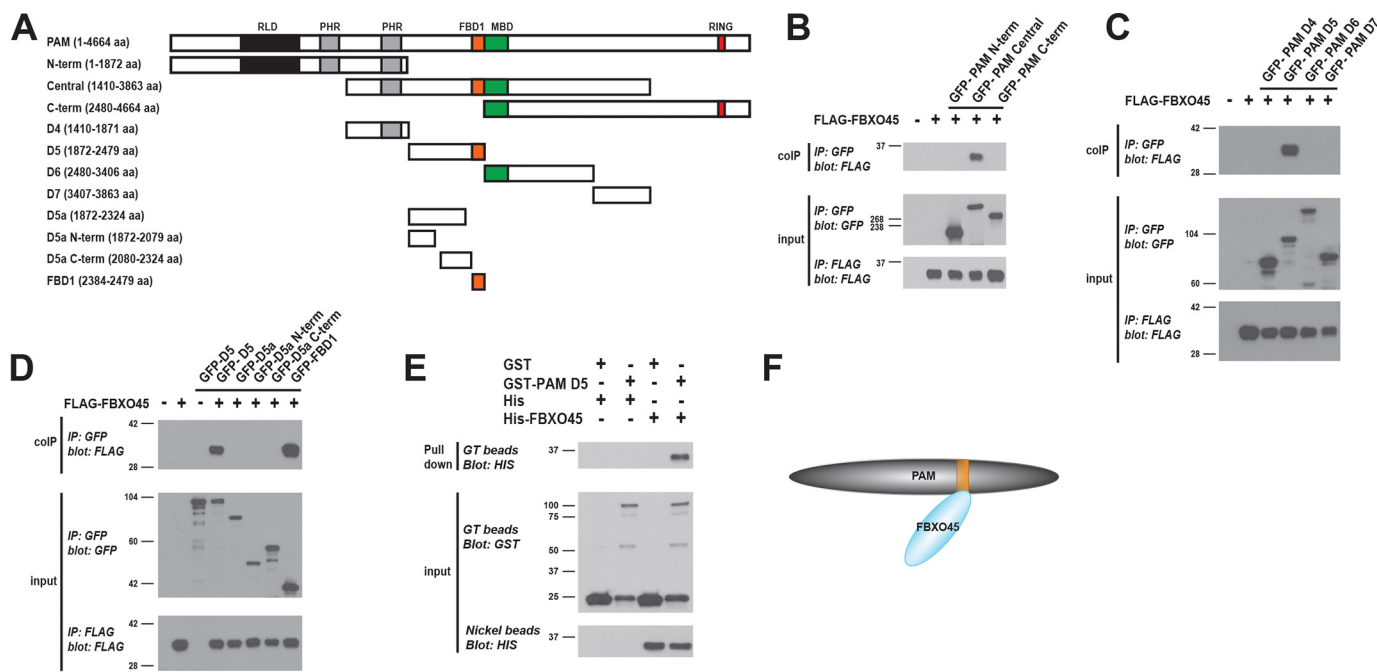 A
RLD PHR PHR FBD1 MBD RING
PAM (1-4664 aa)
N-term (1-1872 aa)
Central (1410-3863 aa)
C-term (2480-4664 aa)
D4 (1410-1871 aa)
D5 (1872-2479 aa)
D6 (2480-3406 aa)
D7 (3407-3863 aa)
D5a (1872-2324 aa)
D5a N-term (1872-2079 aa)
D5a C-term (2080-2324 aa)
FBD1 (2384-2479 aa)
B
GFP- PAM N-term
GFP- PAM Central
GFP- PAM C-term
FLAG-FBXO45 - + + + +
coIP
IP: GFP
blot: FLAG
37
input
IP: GFP
blot: GFP
268
238
IP: FLAG
blot: FLAG
37
C
GFP- PAM D4
GFP- PAM D5
GFP- PAM D6
GFP- PAM D7
FLAG-FBXO45 - + + + + +
coIP
IP: GFP
blot: FLAG
42
28
input
IP: GFP
blot: GFP
104
60
IP: FLAG
blot: FLAG
42
28
D
GFP-D5
GFP- D5
GFP-D5a
GFP-D5a N-term
GFP-D5a C-term
GFP-FBD1
FLAG-FBXO45 - + - + + + + +
coIP
IP: GFP
blot: FLAG
42
28
input
IP: GFP
blot: GFP
104
60
42
IP: FLAG
blot: FLAG
42
28
E
GST + - + -
GST-PAM D5 - + - +
His + + - -
His-FBXO45 - - + +
Pull
down
GT beads
Blot: HIS
37
input
GT beads
Blot: GST
100
75
50
25
Nickel beads
Blot: HIS
37
F
PAM
FBXO45